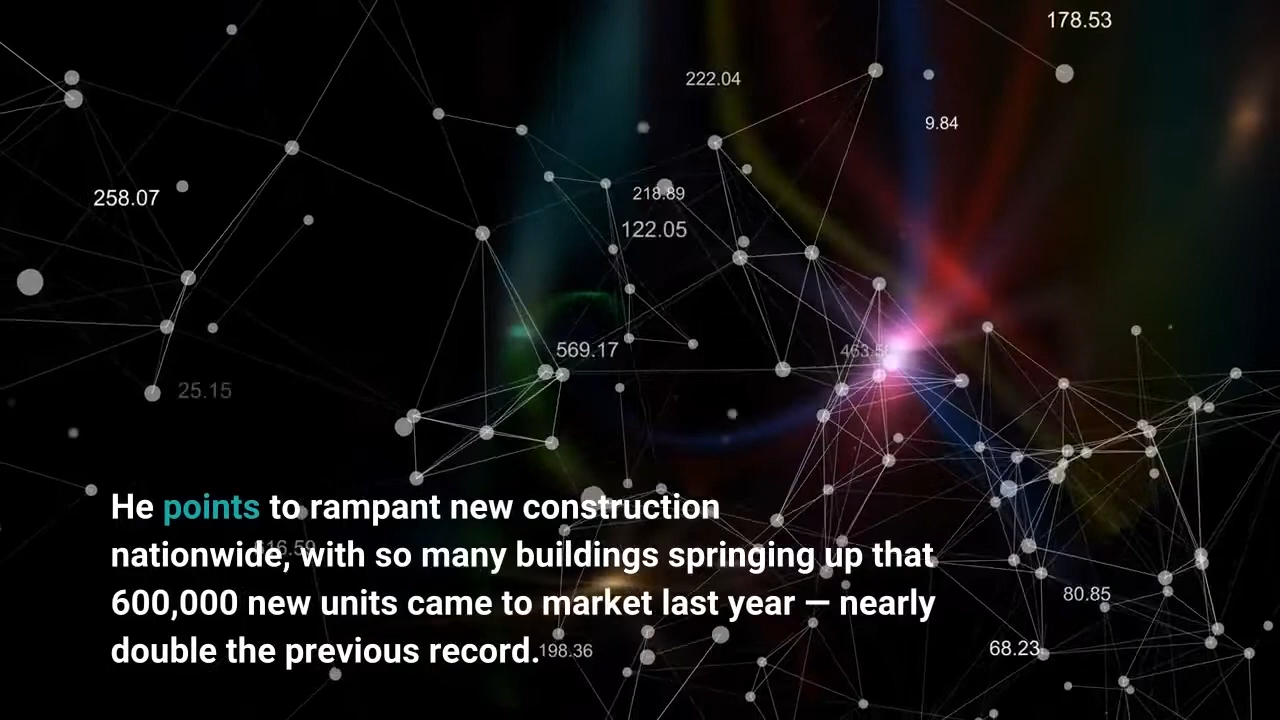 178.53
222.04
9.84
258.07
218.89
122.05
569.17
25.15
He points to rampant new construction
nationwide, with so many buildings springing up that
600,000 new units came to market last year — nearly
double the previous record.
198.36
80.85
68.23